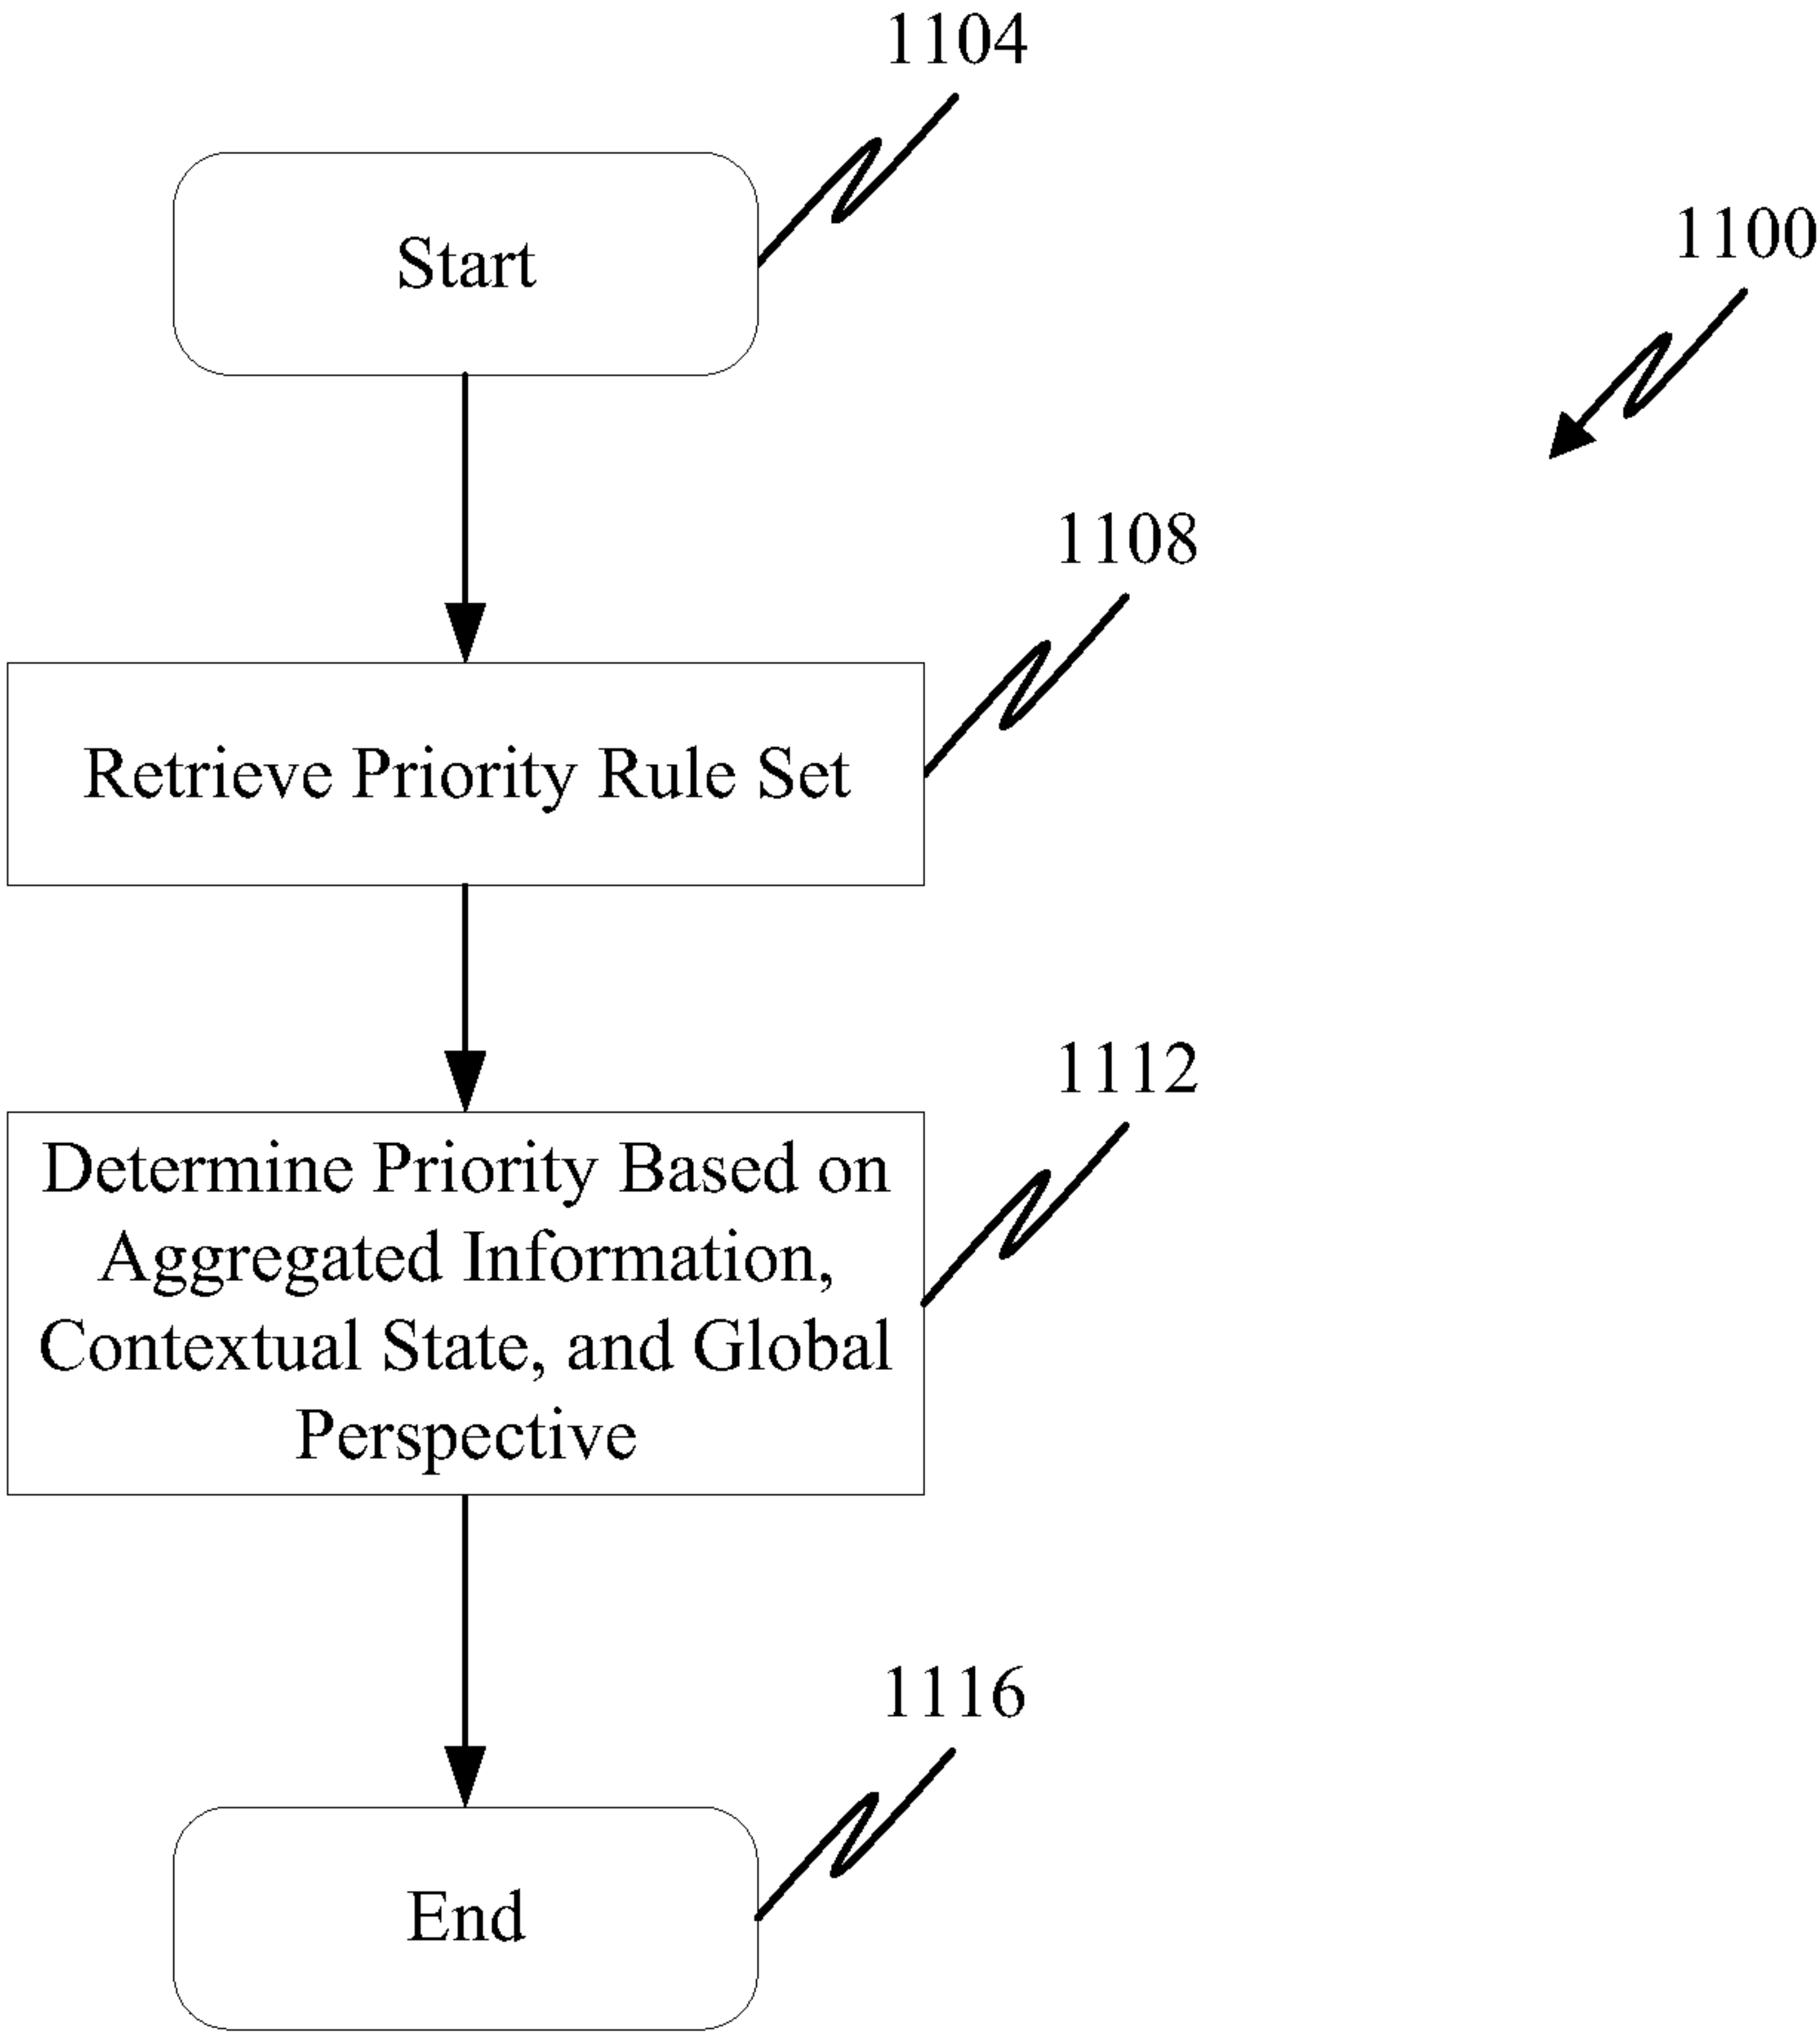 1104
Start
1100
1108
Retrieve Priority Rule Set
1112
Determine Priority Based on
Aggregated Information,
Contextual State, and Global
Perspective
1116
End